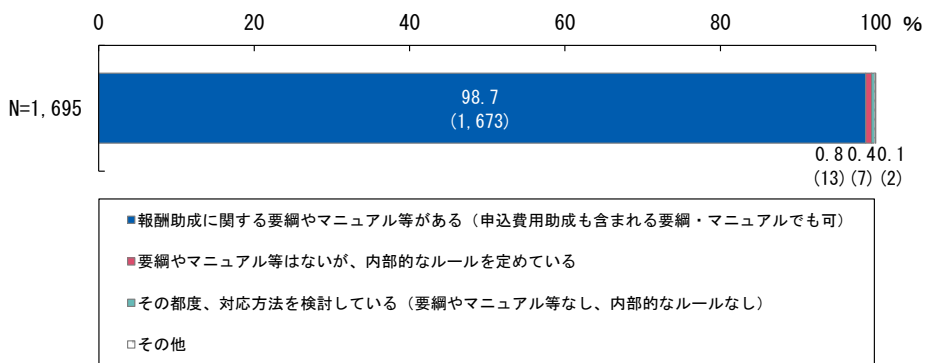 0 20 40 60 80 100 %
N=1,695
98.7
(1,673)
0.8 0.4 0.1
(13) (7) (2)
■報酬助成に関する要綱やマニュアル等がある（申込費用助成も含まれる要綱・マニュアルでも可）
■要綱やマニュアル等はないが、内部的なルールを定めている
■その都度、対応方法を検討している（要綱やマニュアル等なし、内部的なルールなし）
□その他